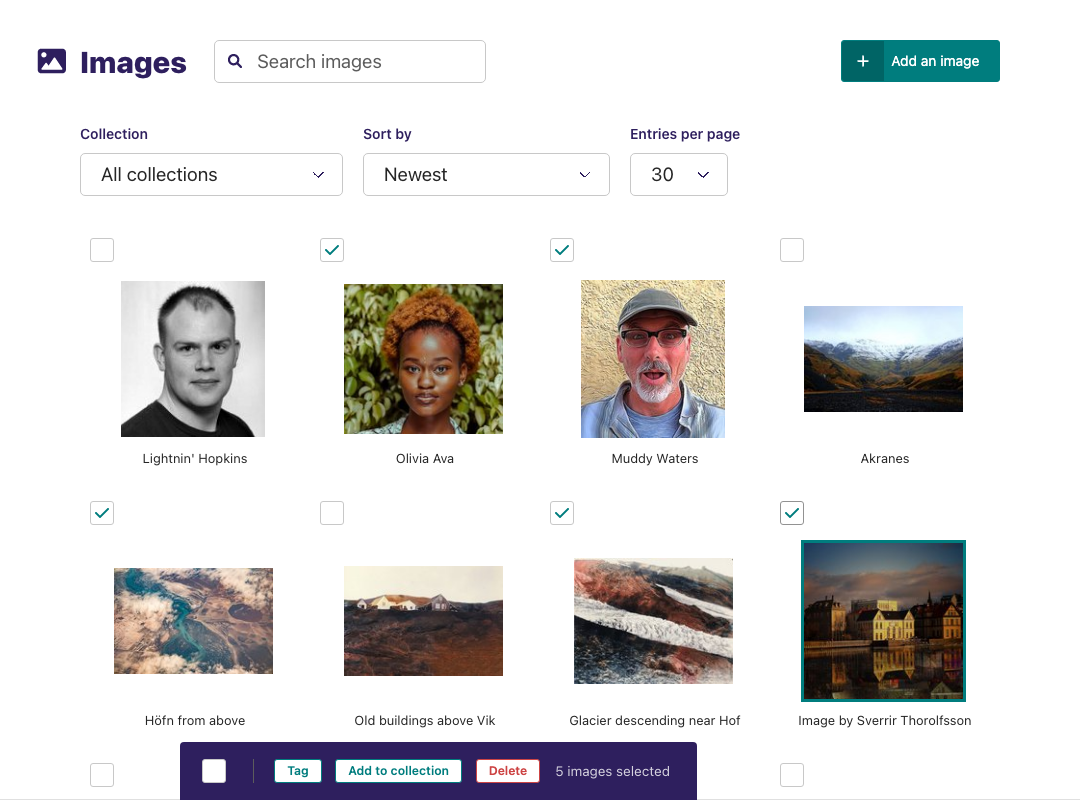 Images
Search images
Add an image
Collection
Sort by
Entries per page
All collections
Newest
30
Lightnin' Hopkins
Olivia Ava
Muddy Waters
Akranes
Höfn from above
Old buildings above Vik
Glacier descending near Hof
Image by Sverrir Thorolfsson
Tag
Add to collection
Delete
5 images selected